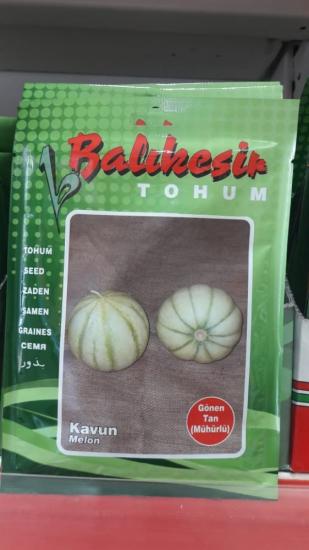 Balıkesir
TOHUM
TOHUM
SEED
ZADEN
SAMEN
GRAINES
СЕМЯ
بذور
Kavun
Melon
Gönen
Tan
(Mühürlü)